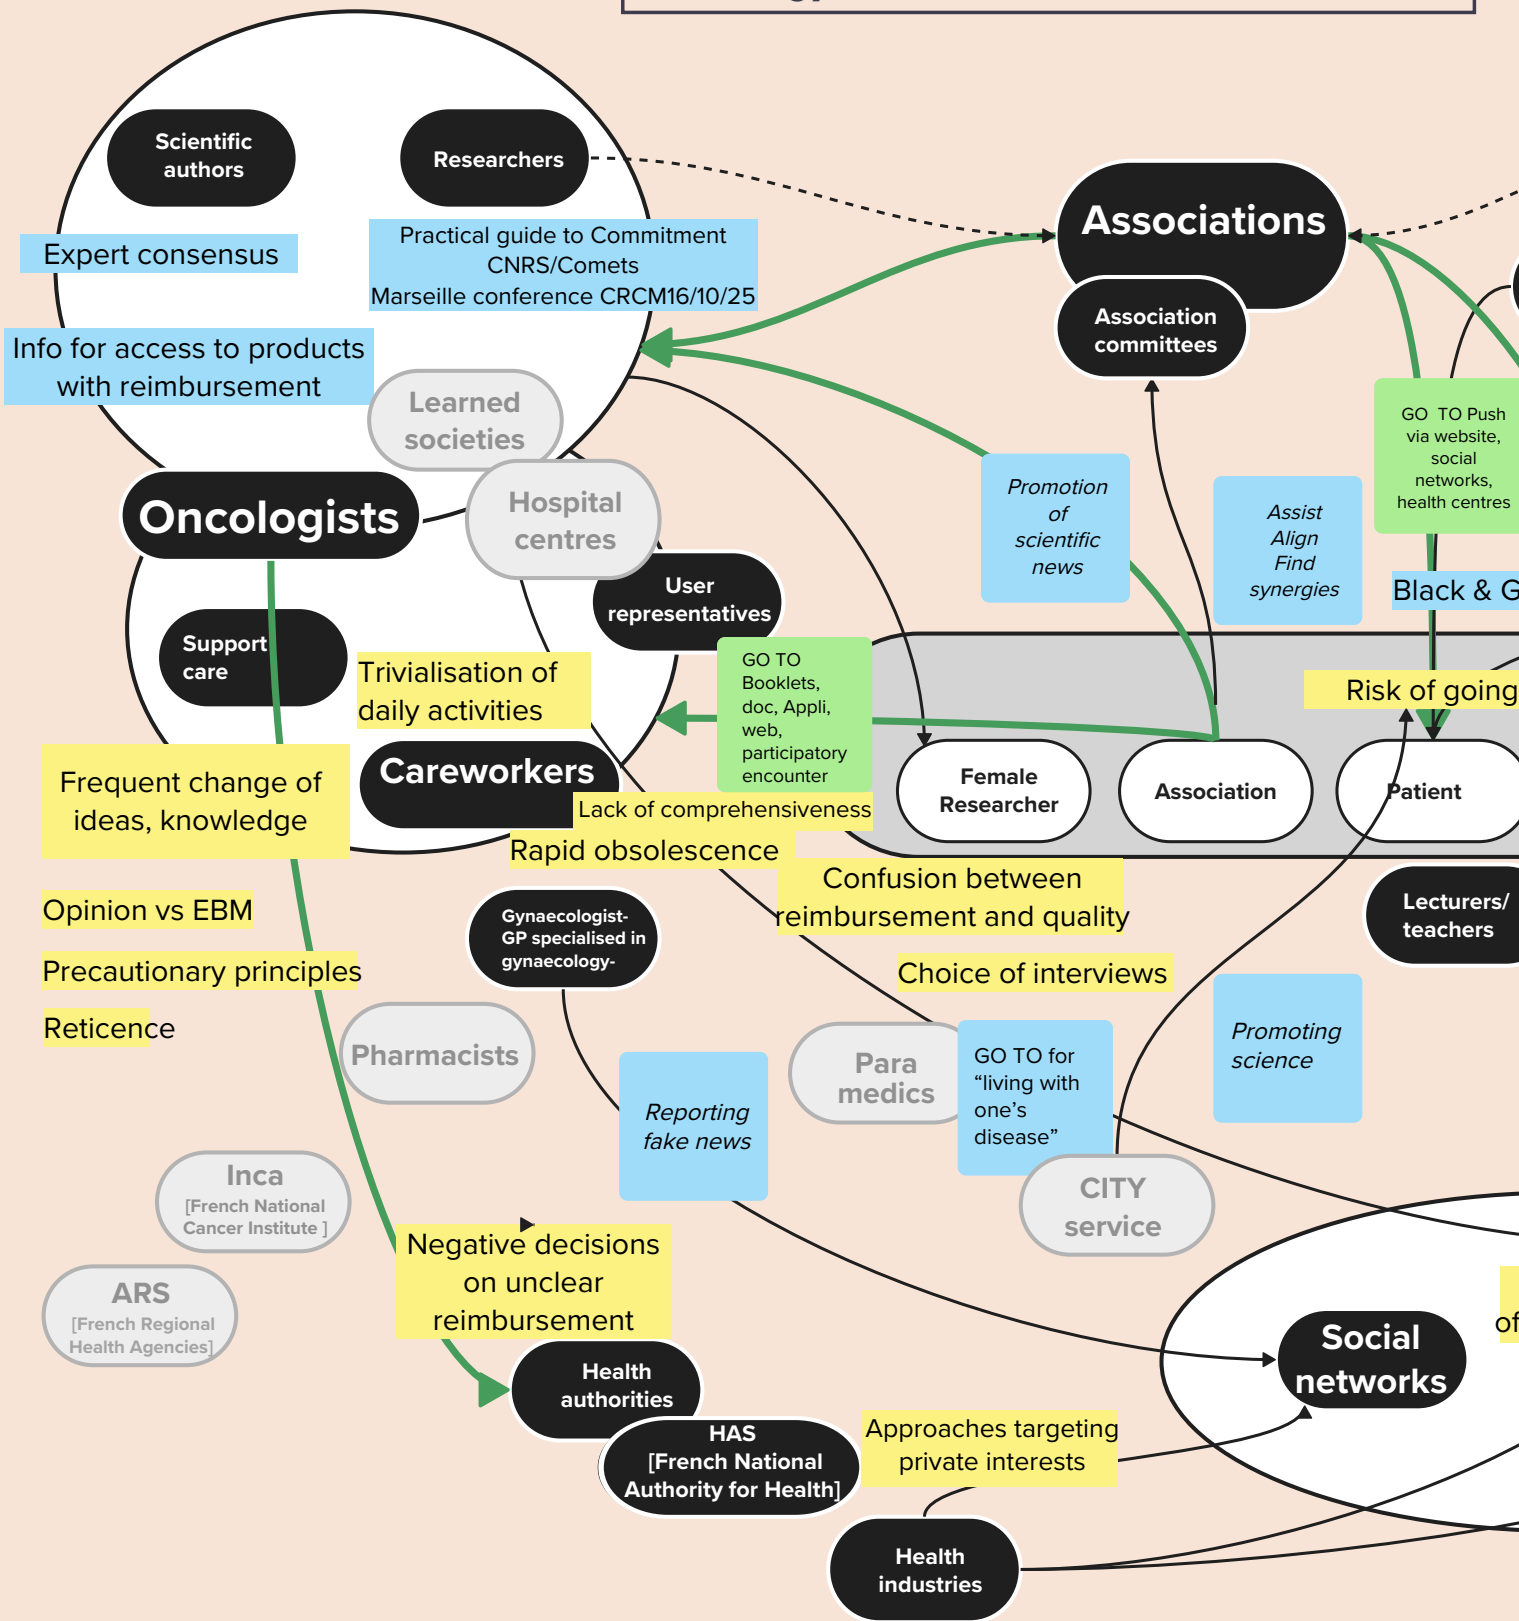 Scientific
authors
Researchers
Associations
Expert consensus
Practical guide to Commitment
CNRS/Comets
Marseille conference CRCM16/10/25
Association
committees
Info for access to products
with reimbursement
Learned
societies
GO TO Push
via website,
social
networks,
health centres
Oncologists
Hospital
centres
Promotion
of
scientific
news
Assist
Align
Find
synergies
User
representatives
Black & G
Support
care
Trivialisation of
daily activities
GO TO
Booklets,
doc, Appli,
web,
participatory
encounter
Risk of going
Careworkers
Frequent change of
ideas, knowledge
Lack of comprehensiveness
Rapid obsolescence
Female
Researcher
Association
Patient
Confusion between
reimbursement and quality
Opinion vs EBM
Gynaecologist-
GP specialised in
gynaecology-
Lecturers/
teachers
Precautionary principles
Choice of interviews
Reticence
Pharmacists
Para
medics
GO TO for
“living with
one’s
disease”
Promoting
science
Reporting
fake news
Inca
[French National
Cancer Institute ]
CITY
service
Negative decisions
on unclear
reimbursement
ARS
[French Regional
Health Agencies]
Social
networks
of
Health
authorities
HAS
[French National
Authority for Health]
Approaches targeting
private interests
Health
industries